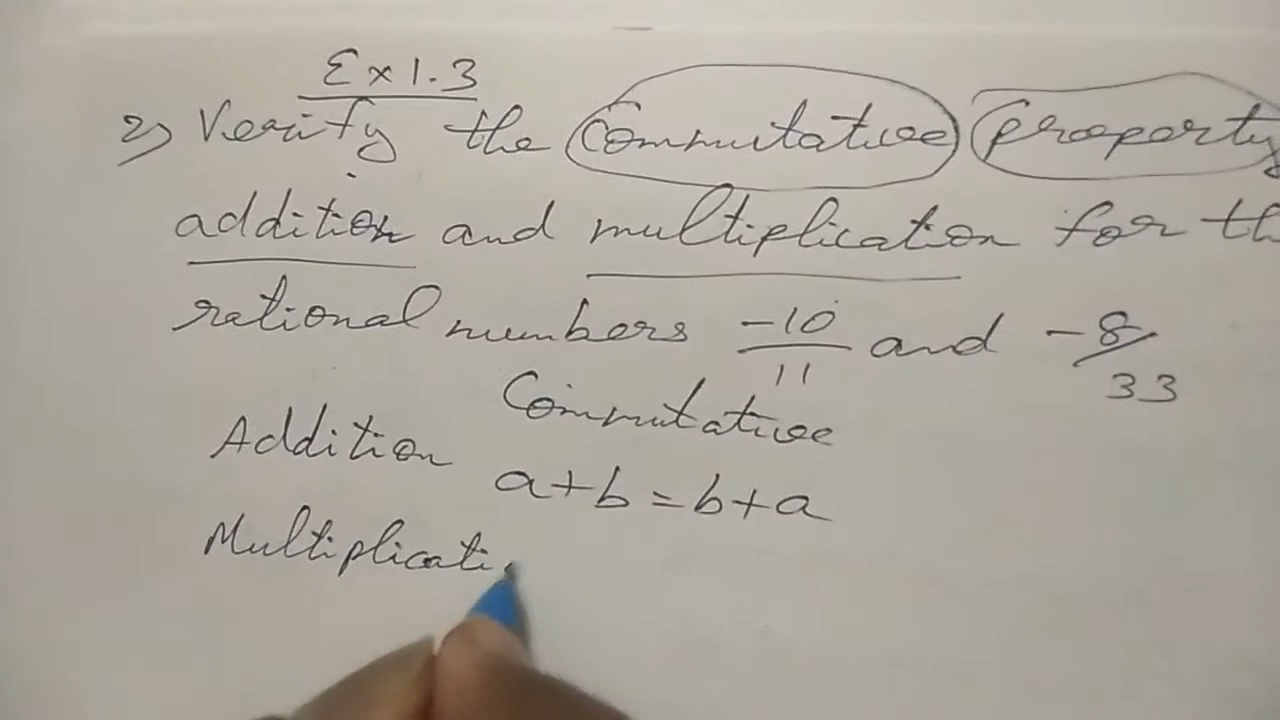 Ex 1.3
2) Verify the Commutative property
addition and multiplication for th
rational numbers -10/11 and -8/33
Commutative
Addition a+b=b+a
Multiplicati